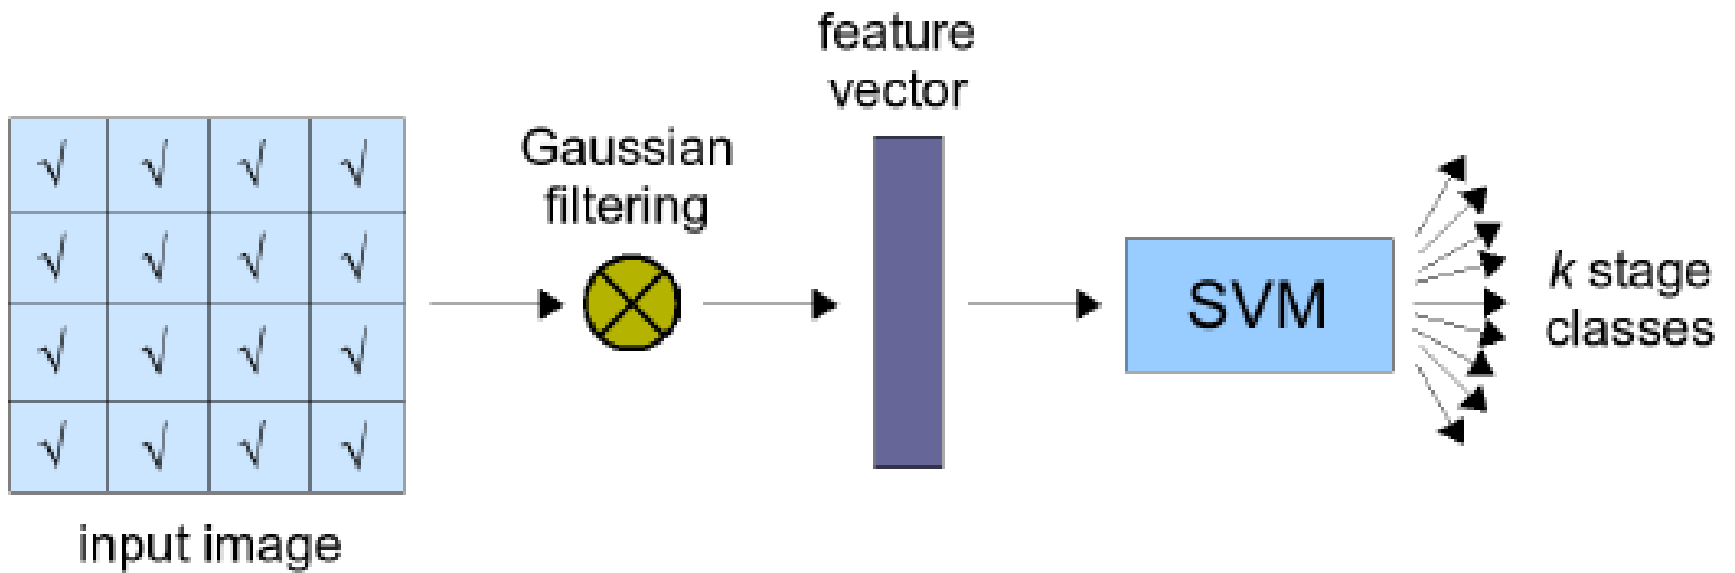 feature
vector
Gaussian
filtering
√ √ √ √
√ √ √ √
√ √ √ √
√ √ √ √
SVM
k stage
classes
input image